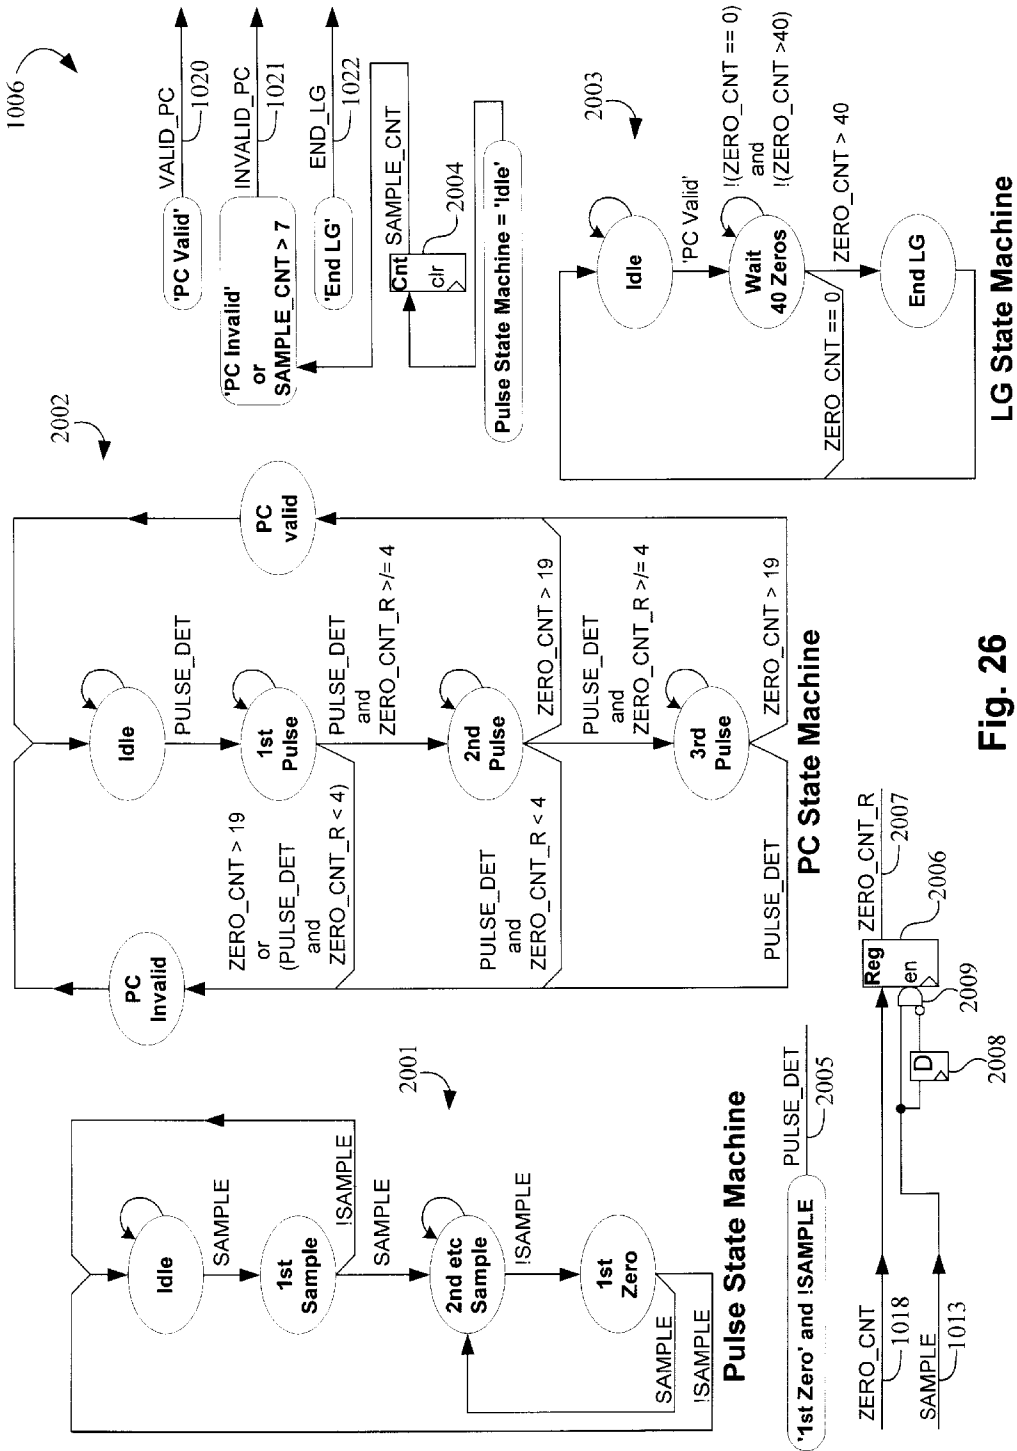 1006
Pulse State Machine
2001
Idle
SAMPLE
1st
Sample
!SAMPLE
SAMPLE
2nd etc
Sample
!SAMPLE
1st
Zero
SAMPLE
!SAMPLE
PC State Machine
2002
PC
Invalid
PC
valid
Idle
PULSE_DET
1st
Pulse
ZERO_CNT > 19
or
(PULSE_DET
and
ZERO_CNT_R < 4)
PULSE_DET
and
ZERO_CNT_R >/= 4
2nd
Pulse
PULSE_DET
and
ZERO_CNT_R < 4
ZERO_CNT > 19
PULSE_DET
and
ZERO_CNT_R >/= 4
3rd
Pulse
PULSE_DET
ZERO_CNT > 19
'PC Valid'
VALID_PC
1020
'PC Invalid'
or
SAMPLE_CNT > 7
INVALID_PC
1021
'End LG'
END_LG
1022
Cnt
clr
SAMPLE_CNT
2004
Pulse State Machine = 'Idle'
LG State Machine
2003
Idle
'PC Valid'
Wait
40 Zeros
!(ZERO_CNT == 0)
and
!(ZERO_CNT >40)
ZERO_CNT == 0
ZERO_CNT > 40
End LG
'1st Zero' and !SAMPLE
PULSE_DET
2005
ZERO_CNT
1018
SAMPLE
1013
D
2008
Reg
en
2009
2006
ZERO_CNT_R
2007
Fig. 26